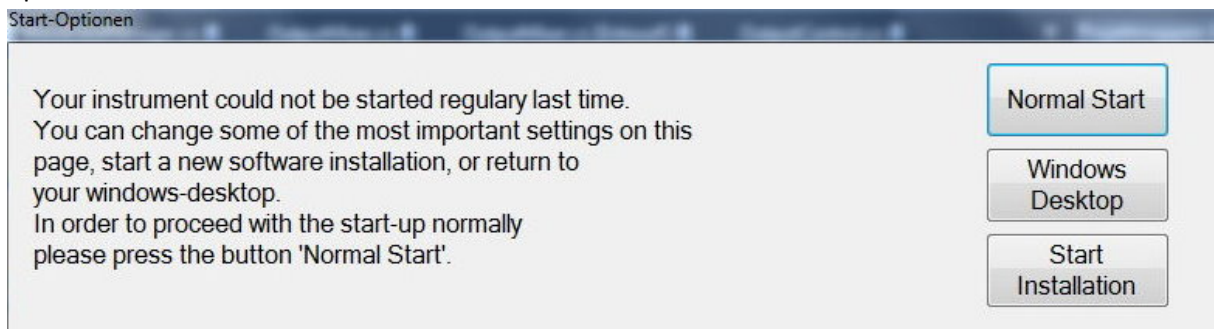 Start-Optionen
Your instrument could not be started regulary last time.
You can change some of the most important settings on this
page, start a new software installation, or return to
your windows-desktop.
In order to proceed with the start-up normally
please press the button 'Normal Start'.
Normal Start
Windows
Desktop
Start
Installation